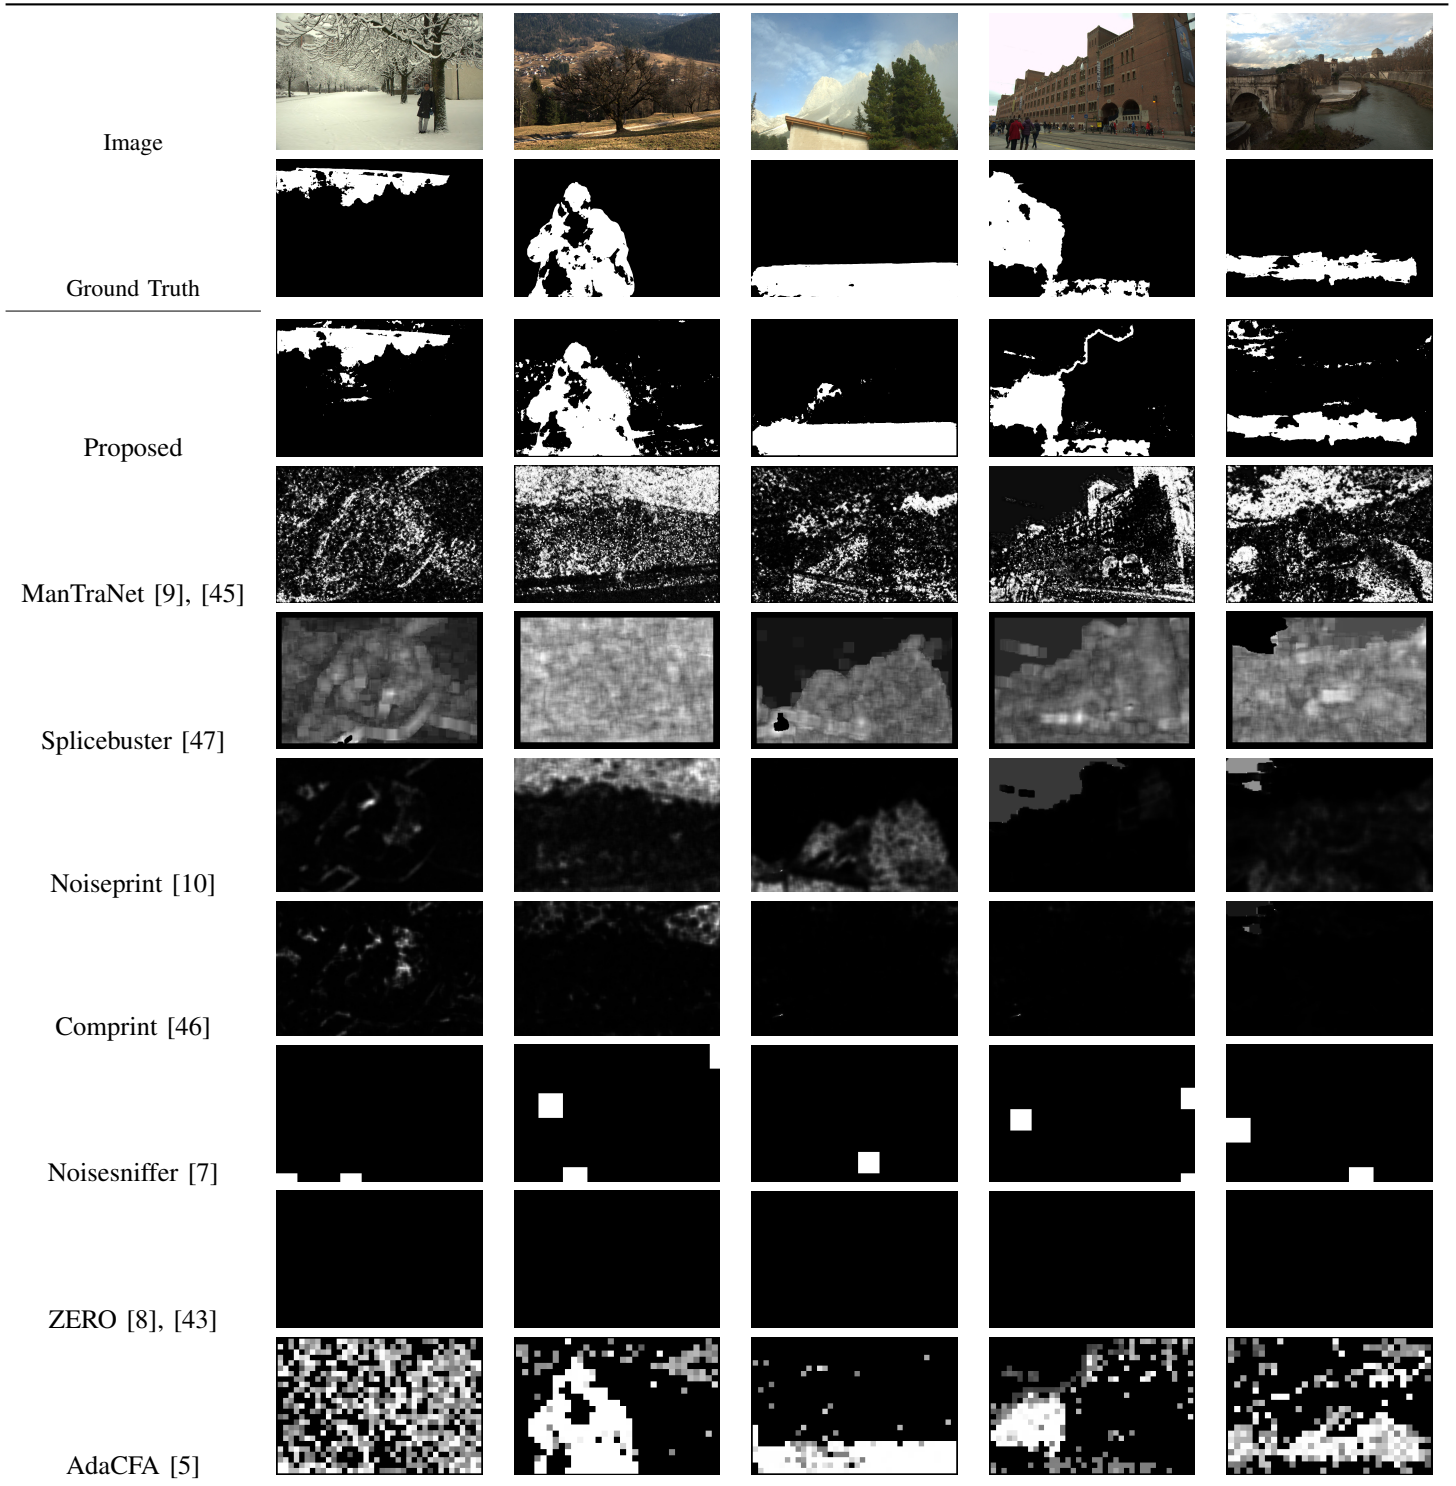 Image
Ground Truth
Proposed
ManTraNet [9], [45]
Splicebuster [47]
Noiseprint [10]
Comprint [46]
Noisesniffer [7]
ZERO [8], [43]
AdaCFA [5]